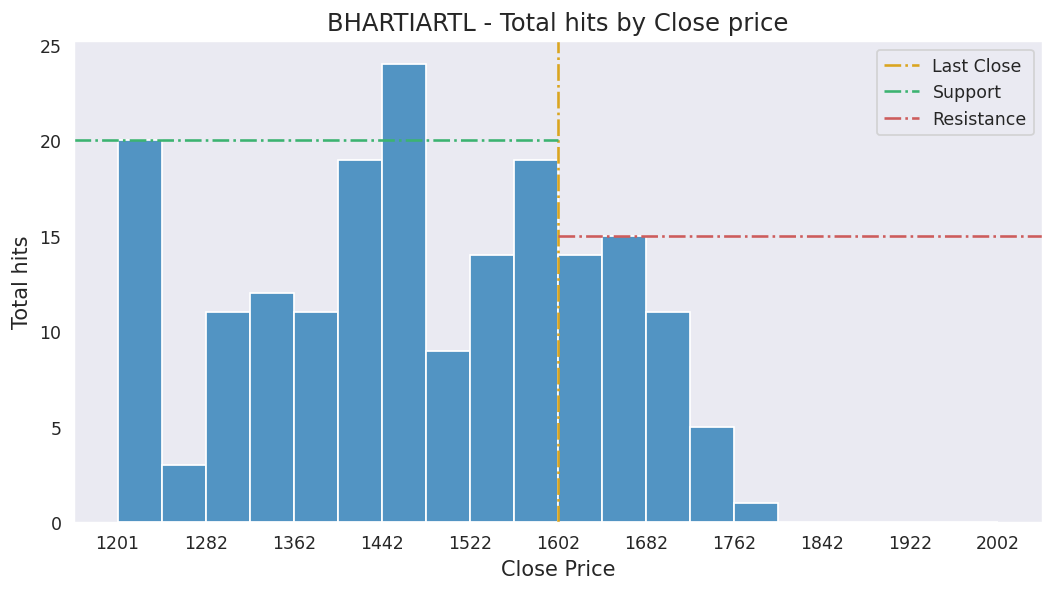 BHARTIARTL - Total hits by Close price
25
20
15
10
5
0
Total hits
Last Close
Support
Resistance
1201 1282 1362 1442 1522 1602 1682 1762 1842 1922 2002
Close Price